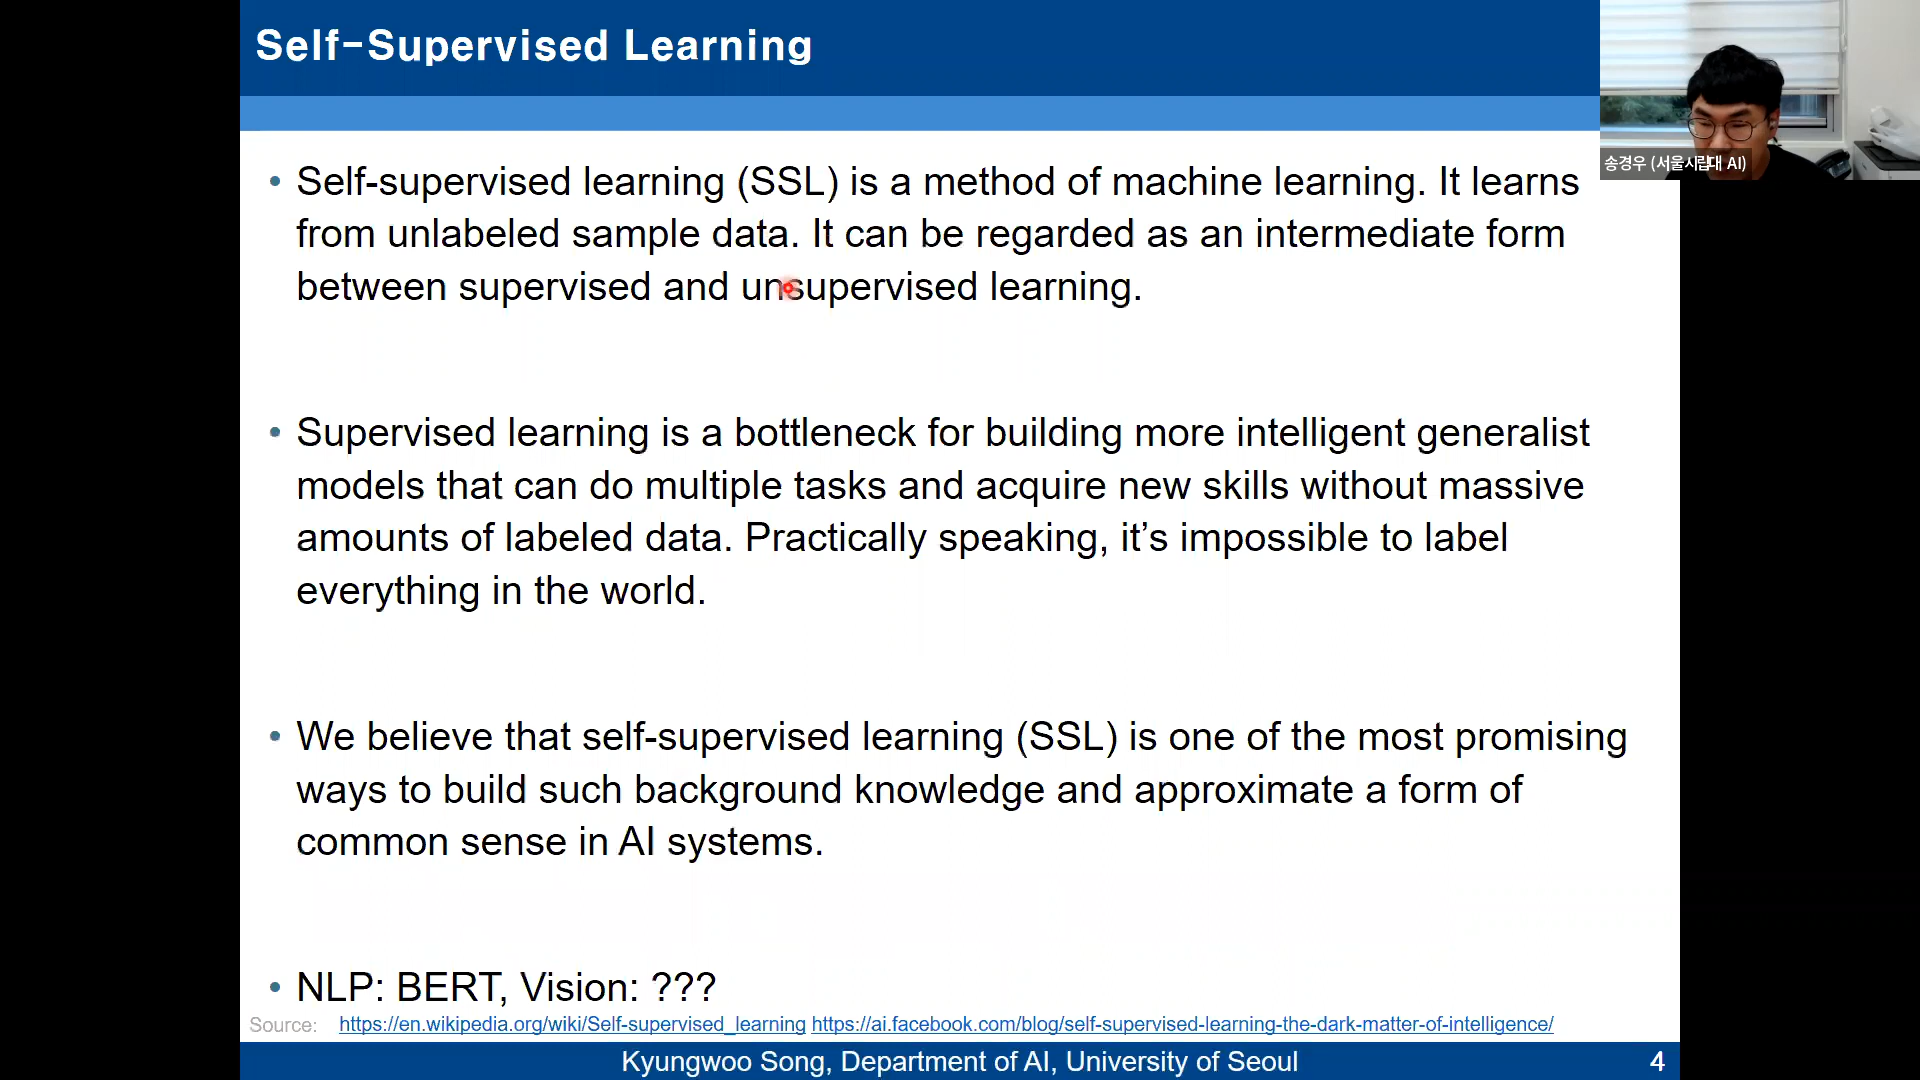 Self-Supervised Learning
송경우 (서울시립대 AI)
• Self-supervised learning (SSL) is a method of machine learning. It learns
from unlabeled sample data. It can be regarded as an intermediate form
between supervised and unsupervised learning.
• Supervised learning is a bottleneck for building more intelligent generalist
models that can do multiple tasks and acquire new skills without massive
amounts of labeled data. Practically speaking, it’s impossible to label
everything in the world.
• We believe that self-supervised learning (SSL) is one of the most promising
ways to build such background knowledge and approximate a form of
common sense in AI systems.
• NLP: BERT, Vision: ???
Source: https://en.wikipedia.org/wiki/Self-supervised_learning https://ai.facebook.com/blog/self-supervised-learning-the-dark-matter-of-intelligence/
Kyungwoo Song, Department of AI, University of Seoul 4